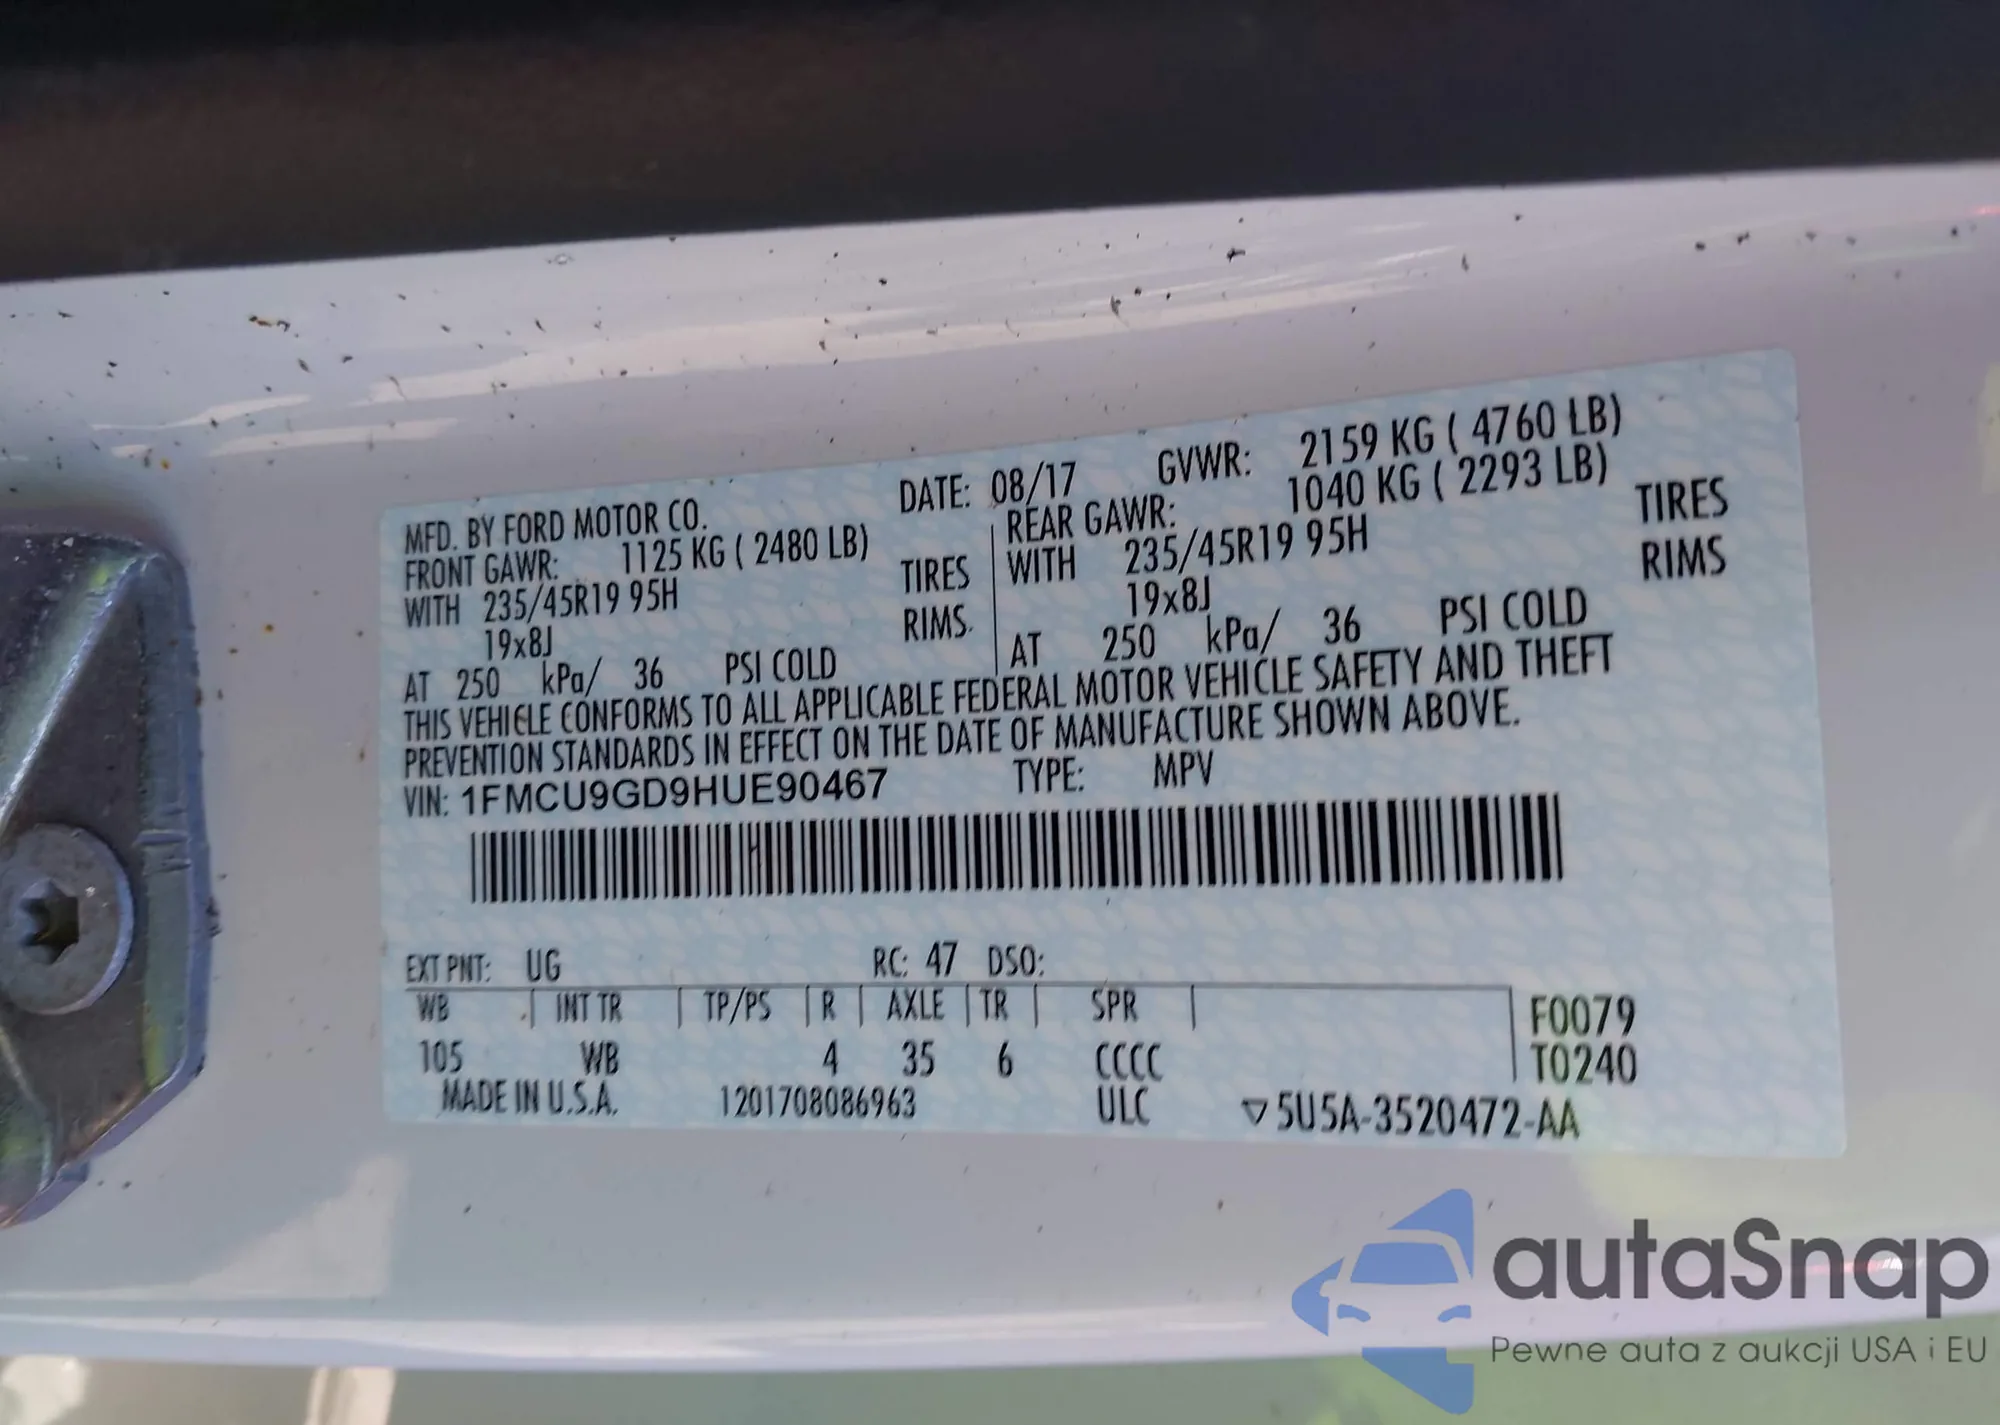 MFD. BY FORD MOTOR CO. DATE: 08/17 GVWR: 2159 KG ( 4760 LB)
FRONT GAWR: 1125 KG ( 2480 LB) REAR GAWR: 1040 KG ( 2293 LB)
WITH 235/45R19 95H TIRES WITH 235/45R19 95H TIRES
19x8J RIMS 19x8J RIMS
AT 250 kPa/ 36 PSI COLD AT 250 kPa/ 36 PSI COLD
THIS VEHICLE CONFORMS TO ALL APPLICABLE FEDERAL MOTOR VEHICLE SAFETY AND THEFT
PREVENTION STANDARDS IN EFFECT ON THE DATE OF MANUFACTURE SHOWN ABOVE.
VIN: 1FMCU9GD9HUE90467 TYPE: MPV
EXT PNT: UG RC: 47 DSO:
WB INT TR TP/PS R AXLE TR SPR F0079
105 WB 4 35 6 CCCC T0240
MADE IN U.S.A. 1201708086963 ULC ▽5U5A-3520472-AA
autaSnap
Pewne auta z aukcji USA i EU